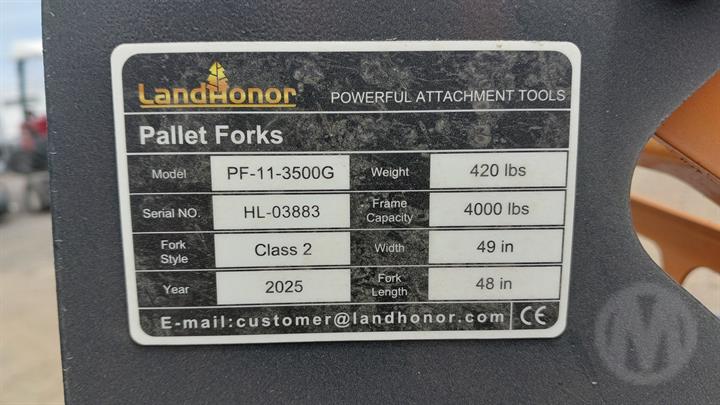 LandHonor POWERFUL ATTACHMENT TOOLS
Pallet Forks
Model PF-11-3500G Weight 420 lbs
Serial NO. HL-03883 Frame Capacity 4000 lbs
Fork Style Class 2 Width 49 in
Year 2025 Fork Length 48 in
E-mail:customer@landhonor.com CE
M